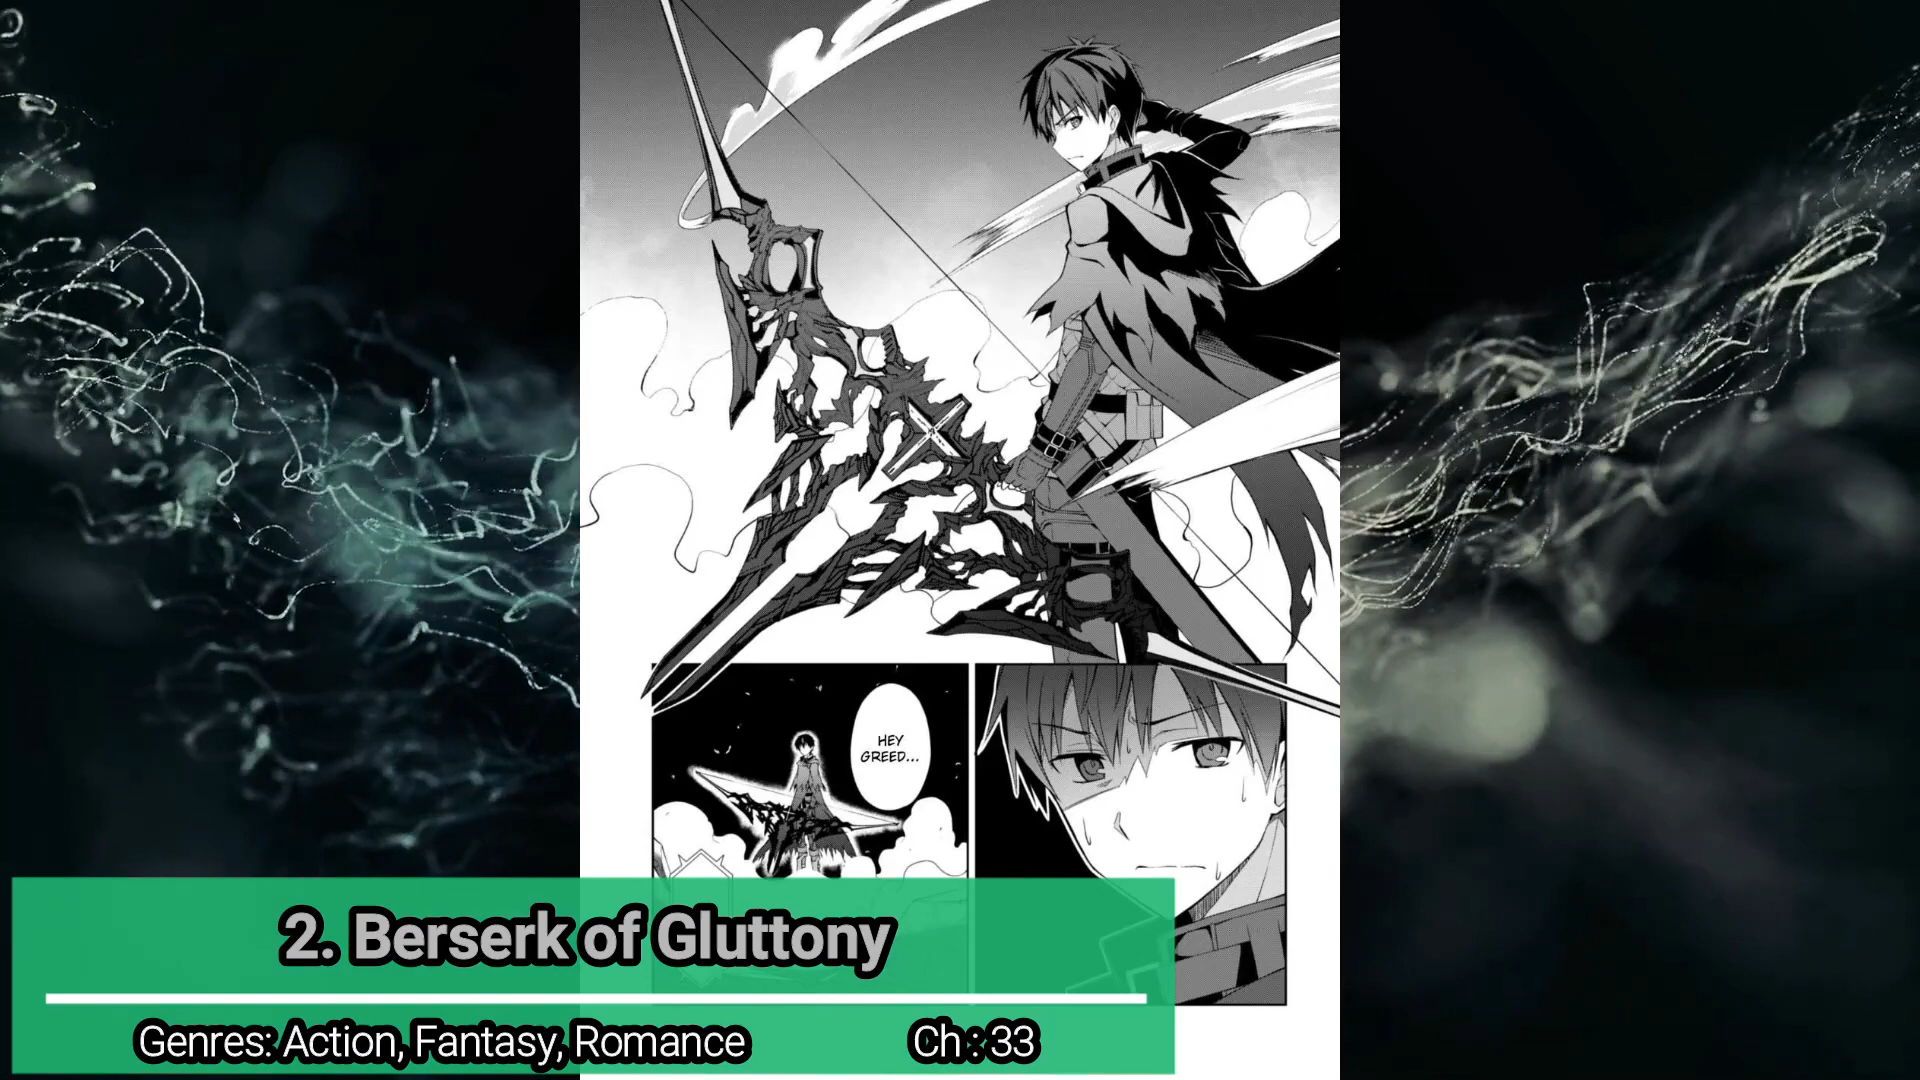 HEY
GREED...
2. Berserk of Gluttony
Genres: Action, Fantasy, Romance
Ch : 33